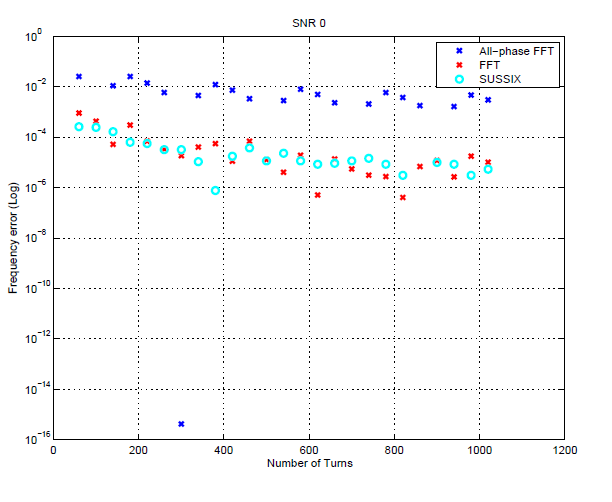 SNR 0
All-phase FFT
FFT
SUSSIX
10^0
10^-2
10^-4
10^-6
10^-8
10^-10
10^-12
10^-14
10^-16
Frequency error (Log)
0 200 400 600 800 1000 1200
Number of Turns